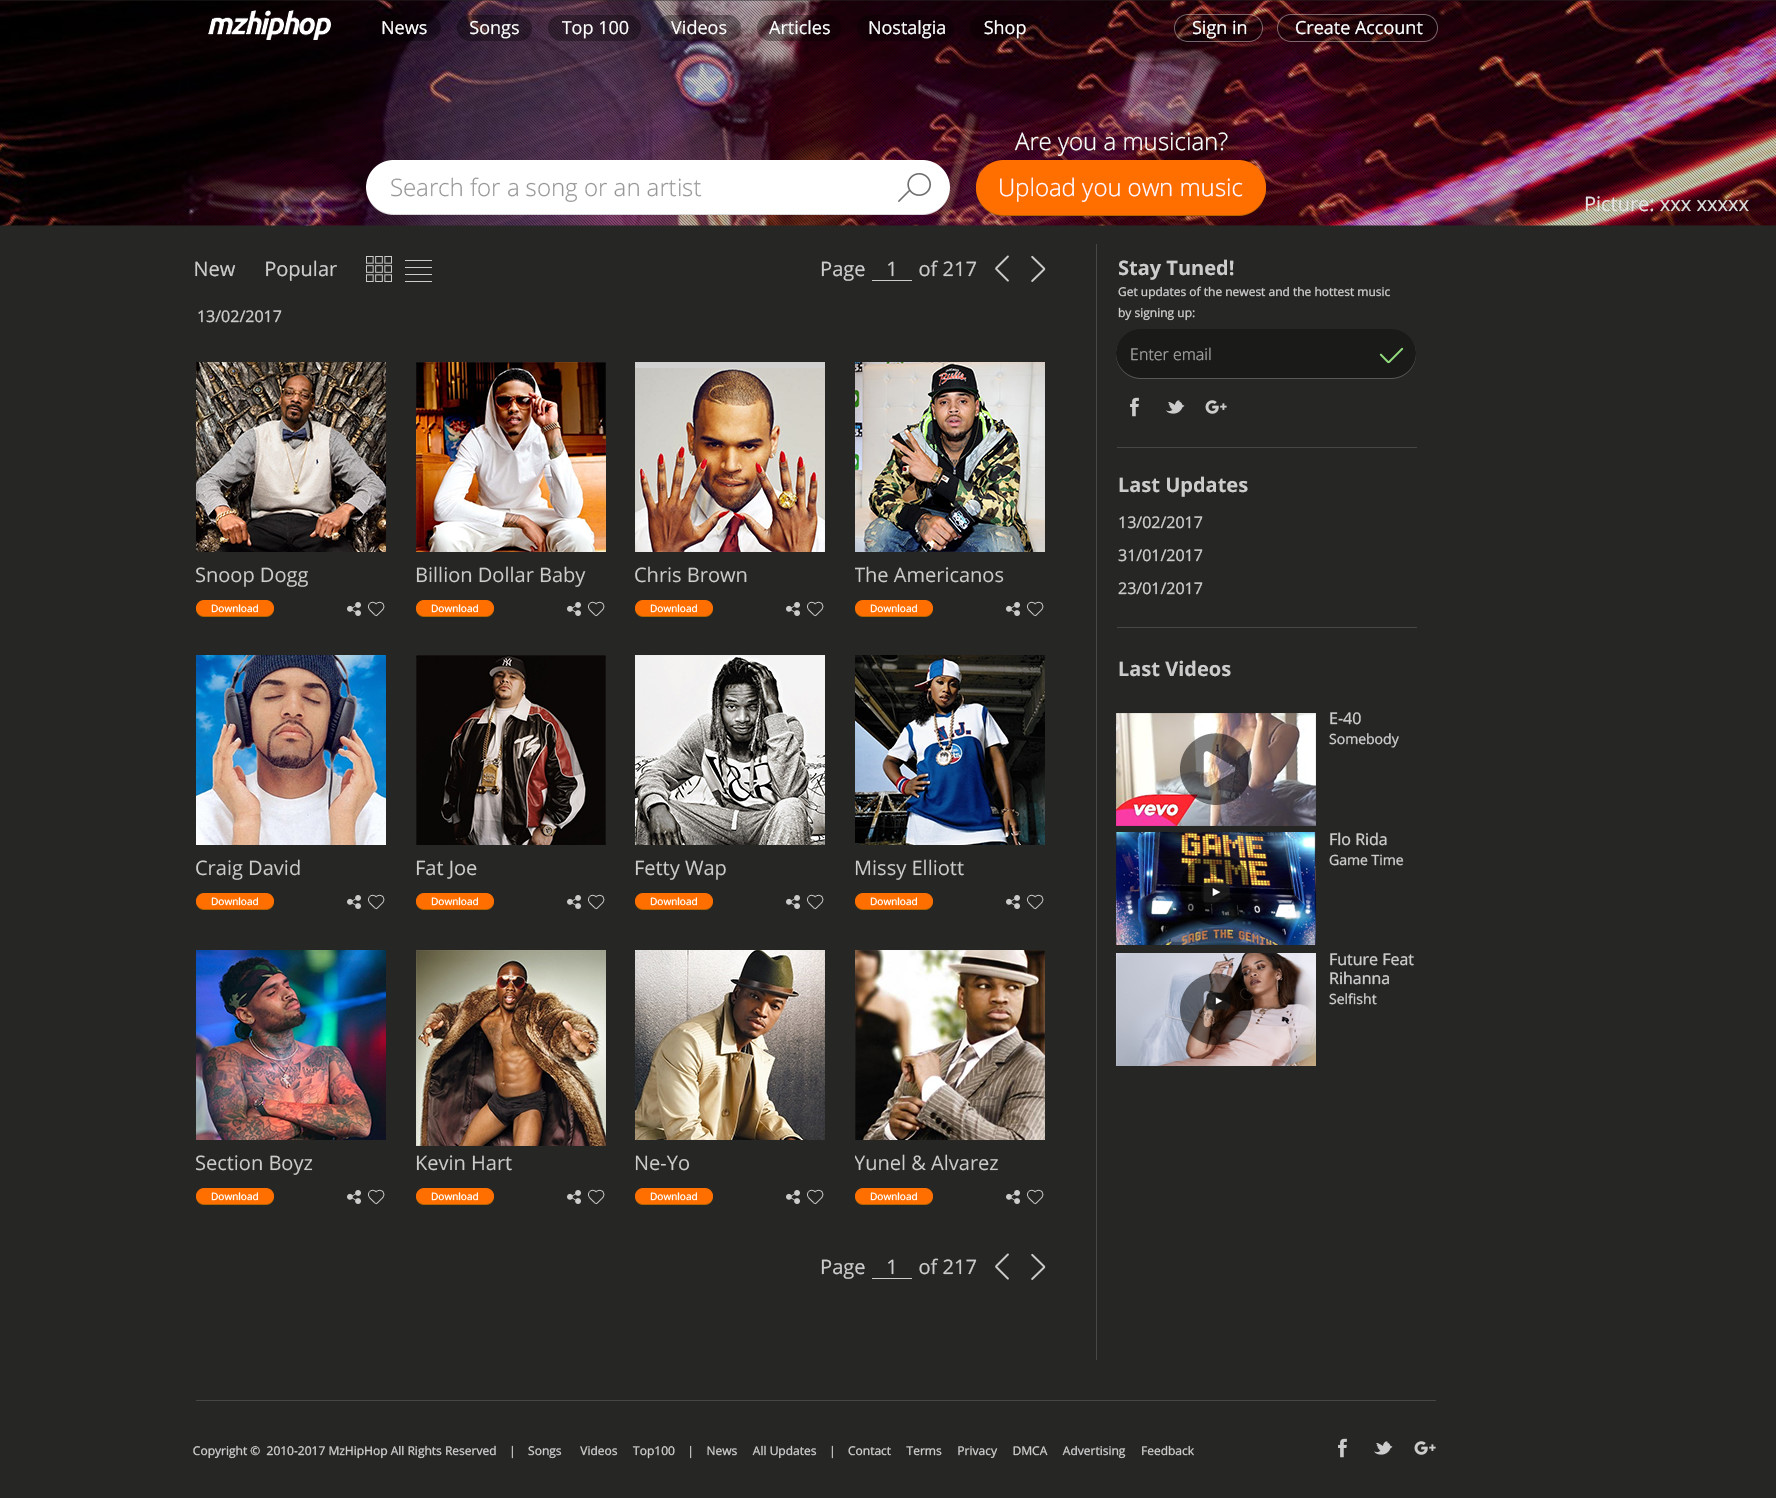 mzhiphop
News Songs Top 100 Videos Articles Nostalgia Shop Sign in Create Account
Are you a musician?
Search for a song or an artist
Upload you own music
Picture: xxx xxxxx
New Popular
Page 1 of 217
13/02/2017
Snoop Dogg
Download
Billion Dollar Baby
Download
Chris Brown
Download
The Americanos
Download
Craig David
Download
Fat Joe
Download
Fetty Wap
Download
Missy Elliott
Download
Section Boyz
Download
Kevin Hart
Download
Ne-Yo
Download
Yunel & Alvarez
Download
Page 1 of 217
Stay Tuned!
Get updates of the newest and the hottest music
by signing up:
Enter email
f G+
Last Updates
13/02/2017
31/01/2017
23/01/2017
Last Videos
vevo
E-40
Somebody
GAME
TIME
SAGE THE GEMINI
Flo Rida
Game Time
Future Feat
Rihanna
Selfisht
Copyright © 2010-2017 MzHipHop All Rights Reserved | Songs Videos Top100 | News All Updates | Contact Terms Privacy DMCA Advertising Feedback
f G+